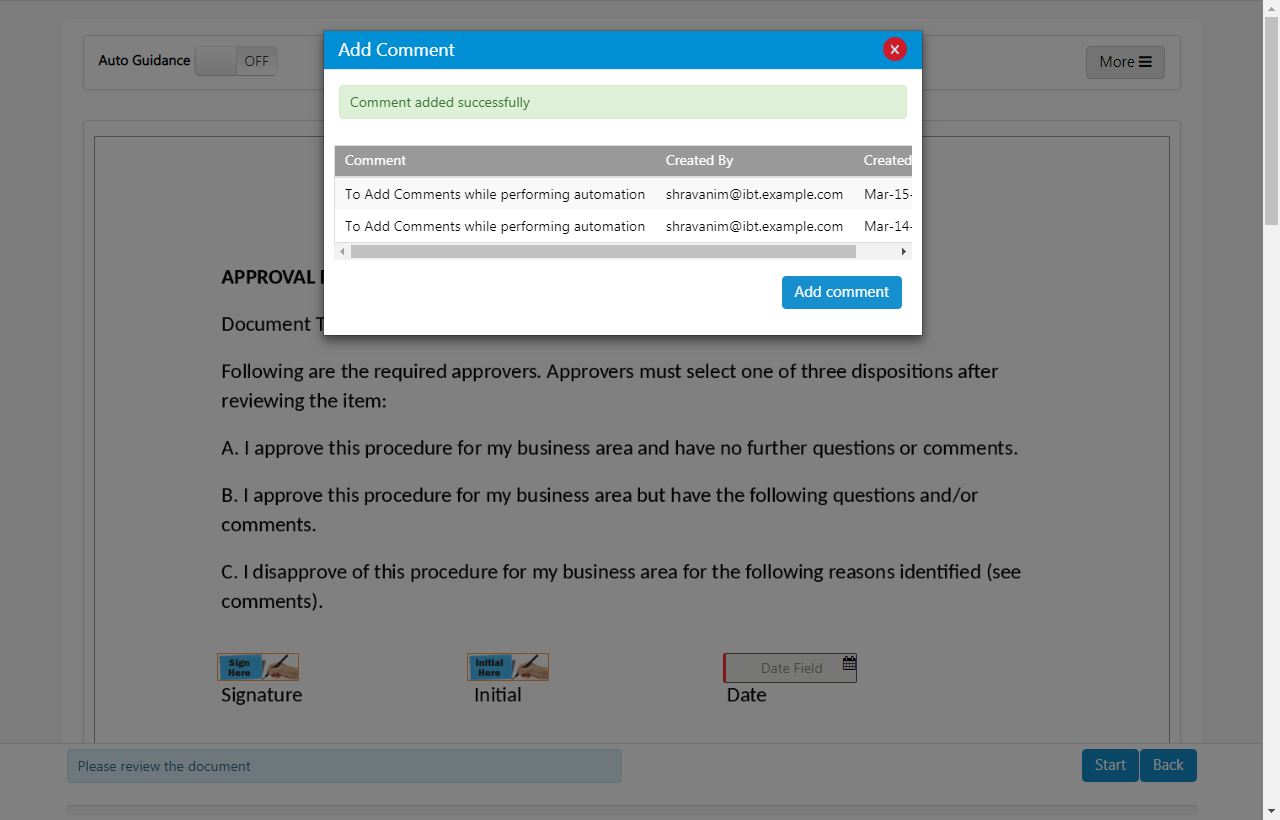 Add Comment
Auto Guidance OFF
More
Comment added successfully
Comment Created By Created
To Add Comments while performing automation shravanim@ibt.example.com Mar-15-
To Add Comments while performing automation shravanim@ibt.example.com Mar-14-
Add comment
APPROVAL
Document T
Following are the required approvers. Approvers must select one of three dispositions after
reviewing the item:
A. I approve this procedure for my business area and have no further questions or comments.
B. I approve this procedure for my business area but have the following questions and/or
comments.
C. I disapprove of this procedure for my business area for the following reasons identified (see
comments).
Sign
Here
Initial
Here
Date Field
Signature Initial Date
Please review the document
Start Back